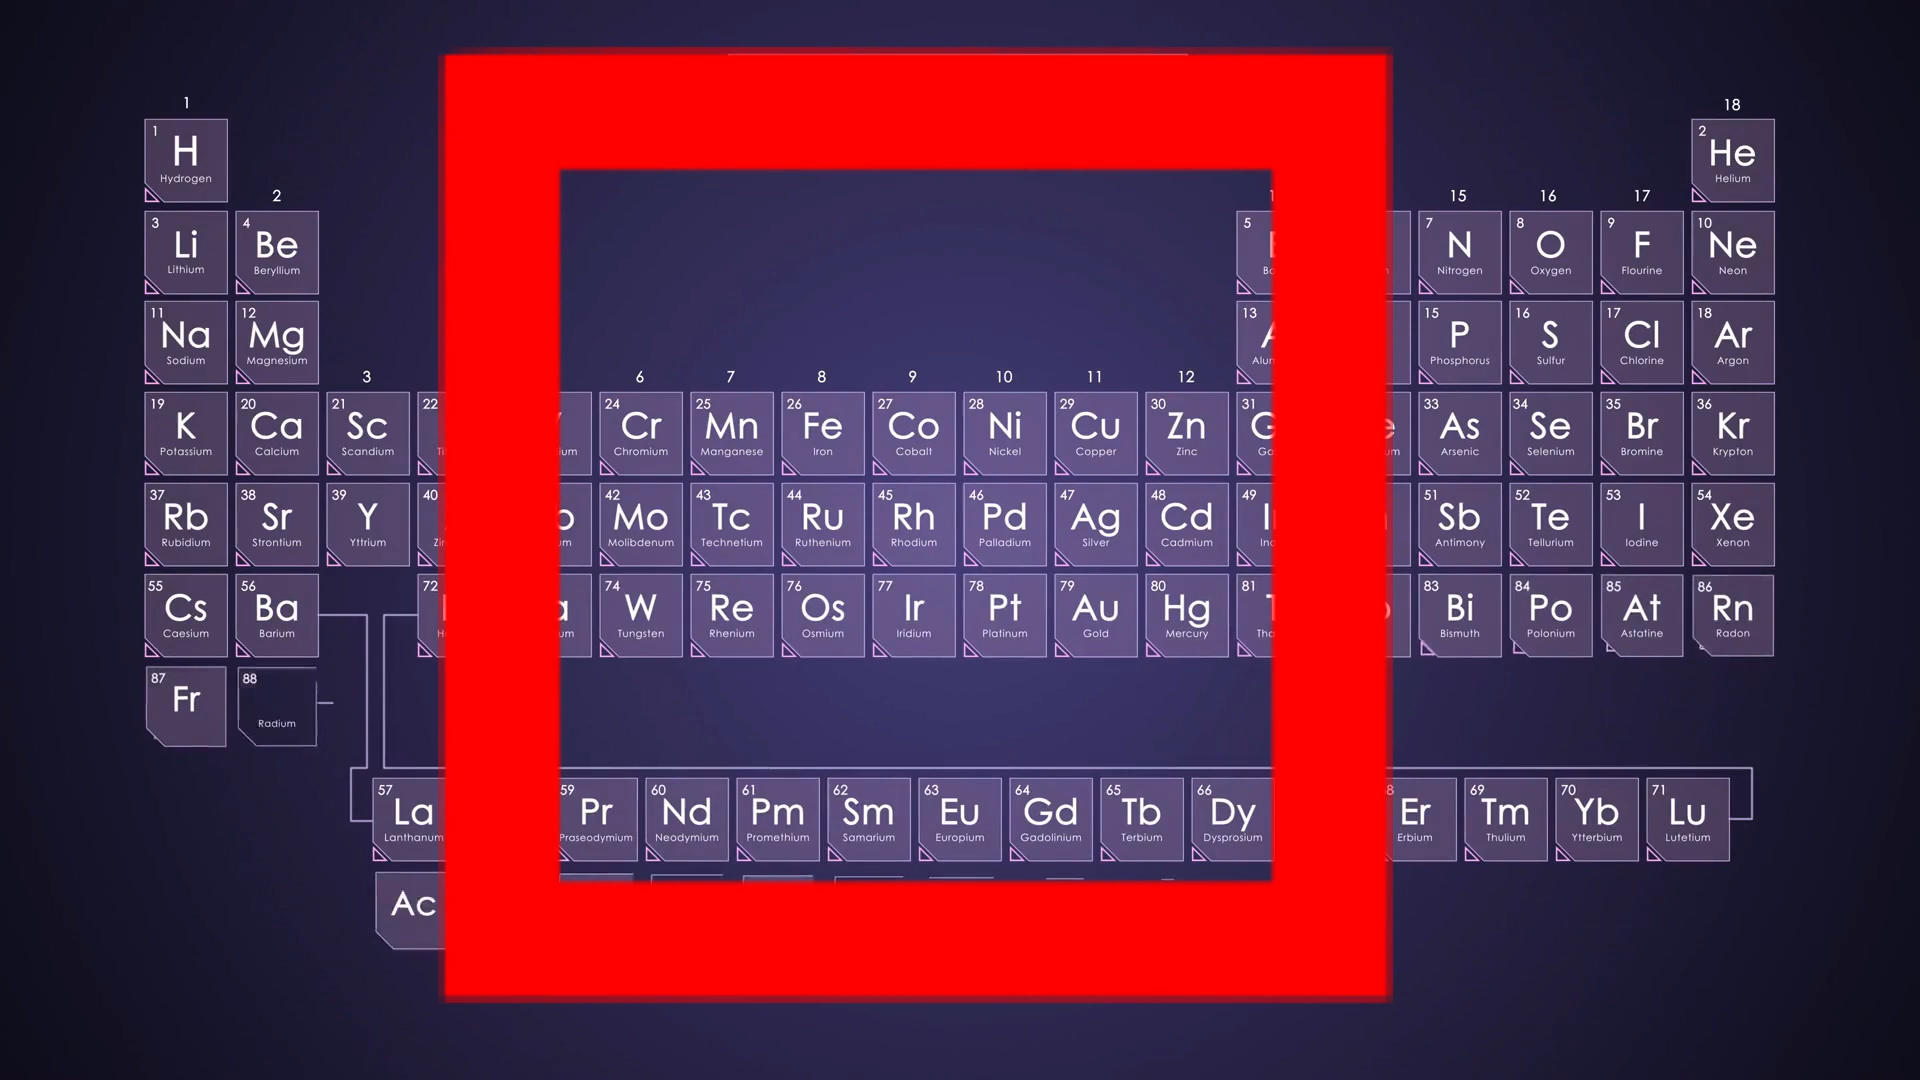 1
18
1 H Hydrogen
2 He Helium
2
15 16 17
3 Li Lithium
4 Be Beryllium
5
7 N Nitrogen
8 O Oxygen
9 F Flourine
10 Ne Neon
11 Na Sodium
12 Mg Magnesium
13
15 P Phosphorus
16 S Sulfur
17 Cl Chlorine
18 Ar Argon
3 6 7 8 9 10 11 12
19 K Potassium
20 Ca Calcium
21 Sc Scandium
22
24 Cr Chromium
25 Mn Manganese
26 Fe Iron
27 Co Cobalt
28 Ni Nickel
29 Cu Copper
30 Zn Zinc
31
33 As Arsenic
34 Se Selenium
35 Br Bromine
36 Kr Krypton
37 Rb Rubidium
38 Sr Strontium
39 Y Yttrium
40
42 Mo Molibdenum
43 Tc Technetium
44 Ru Ruthenium
45 Rh Rhodium
46 Pd Palladium
47 Ag Silver
48 Cd Cadmium
49
51 Sb Antimony
52 Te Tellurium
53 I Iodine
54 Xe Xenon
55 Cs Caesium
56 Ba Barium
72
74 W Tungsten
75 Re Rhenium
76 Os Osmium
77 Ir Iridium
78 Pt Platinum
79 Au Gold
80 Hg Mercury
81
83 Bi Bismuth
84 Po Polonium
85 At Astatine
86 Rn Radon
87 Fr
88 Radium
57 La Lanthanum
59 Pr Praseodymium
60 Nd Neodymium
61 Pm Promethium
62 Sm Samarium
63 Eu Europium
64 Gd Gadolinium
65 Tb Terbium
66 Dy Dysprosium
Er Erbium
69 Tm Thulium
70 Yb Ytterbium
71 Lu Lutetium
Ac